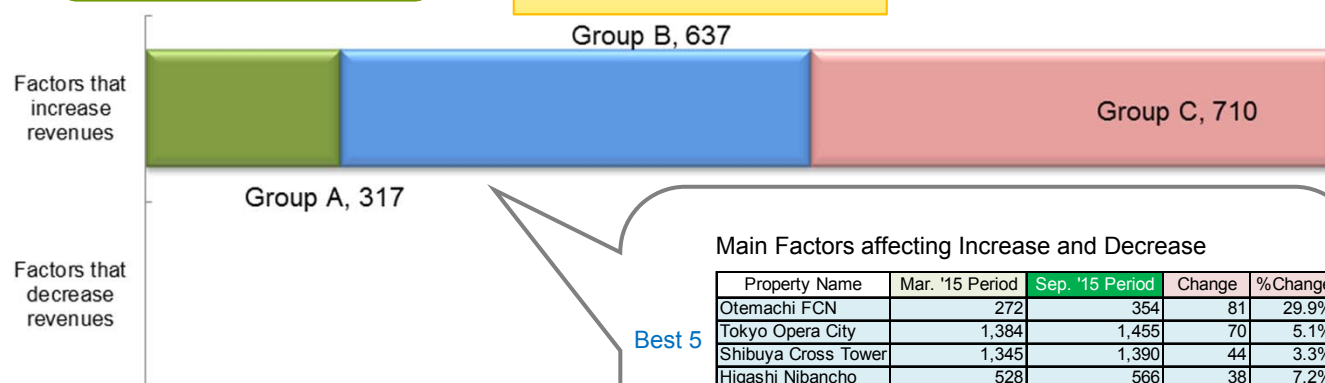 Group B, 637
Factors that
increase
revenues
Group C, 710
Group A, 317
Factors that
decrease
revenues
Main Factors affecting Increase and Decrease
Property Name Mar. '15 Period Sep. '15 Period Change %Change
Otemachi FCN 272 354 81 29.9%
Best 5
Tokyo Opera City 1,384 1,455 70 5.1%
Shibuya Cross Tower 1,345 1,390 44 3.3%
Higashi Nibancho 528 566 38 7.2%